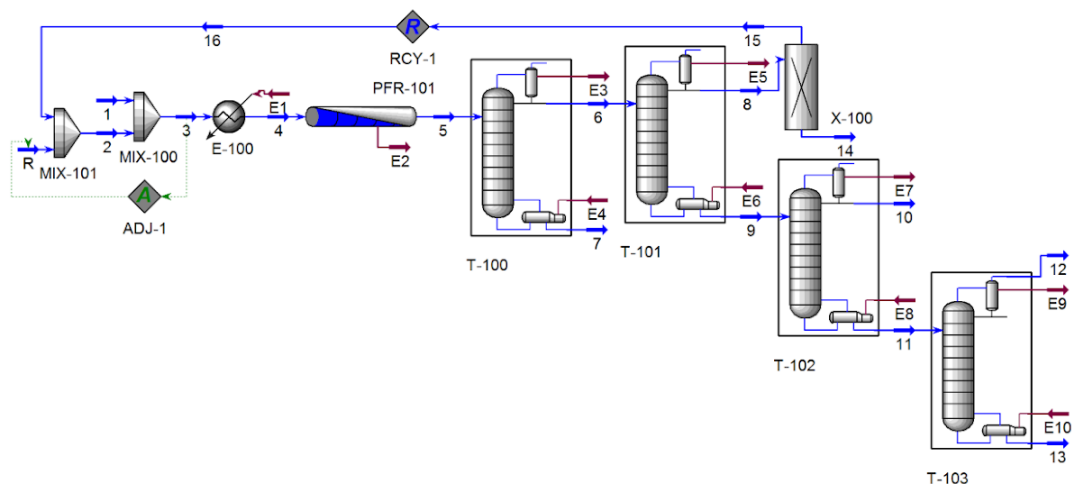 16
R
RCY-1
15
PFR-101
E3
E5
6
8
1
E1
X-100
3
4
5
14
2
E-100
MIX-100
E2
R
MIX-101
E7
10
A
E4
E6
ADJ-1
7
9
T-100
T-101
12
E9
E8
11
T-102
E10
13
T-103